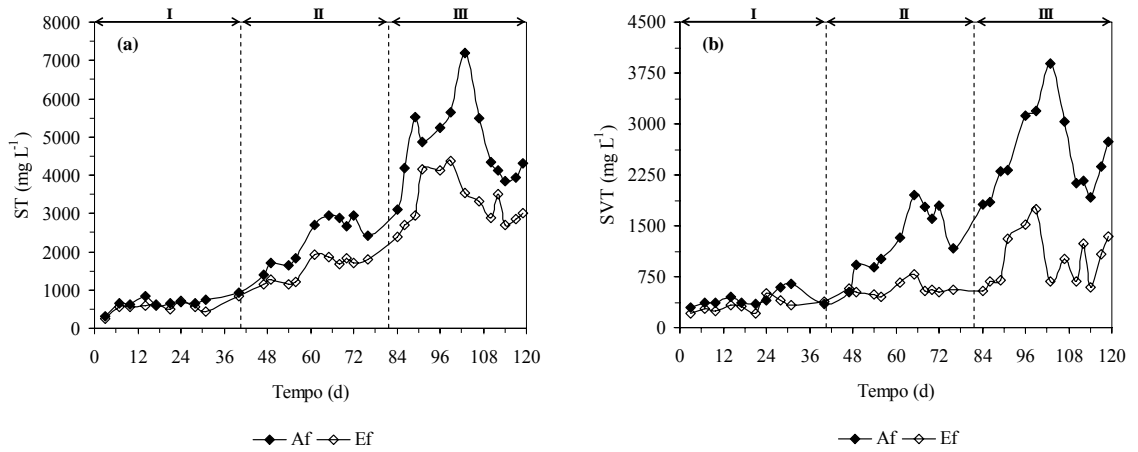 I II III
(a)
8000
7000
6000
5000
4000
3000
2000
1000
0
ST (mg L⁻¹)
0 12 24 36 48 60 72 84 96 108 120
Tempo (d)
Af Ef
I II III
(b)
4500
3750
3000
2250
1500
750
0
SVT (mg L⁻¹)
0 12 24 36 48 60 72 84 96 108 120
Tempo (d)
Af Ef